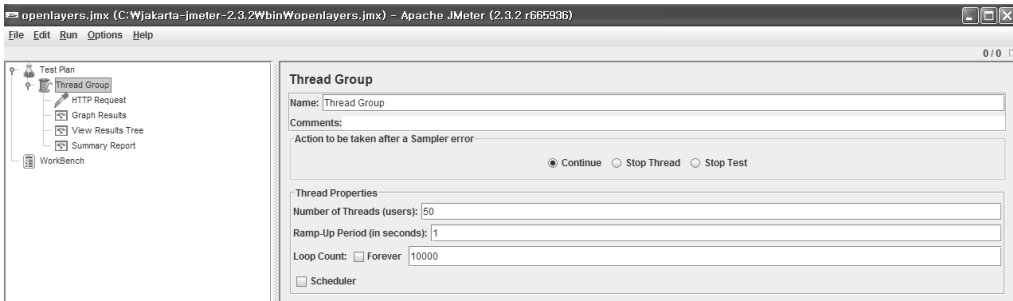 openlayers.jmx (C:₩jakarta-jmeter-2.3.2₩bin₩openlayers.jmx) - Apache JMeter (2.3.2 r665936)
File Edit Run Options Help
0 / 0
Test Plan
Thread Group
HTTP Request
Graph Results
View Results Tree
Summary Report
WorkBench
Thread Group
Name: Thread Group
Comments:
Action to be taken after a Sampler error
Continue Stop Thread Stop Test
Thread Properties
Number of Threads (users): 50
Ramp-Up Period (in seconds): 1
Loop Count: Forever 10000
Scheduler